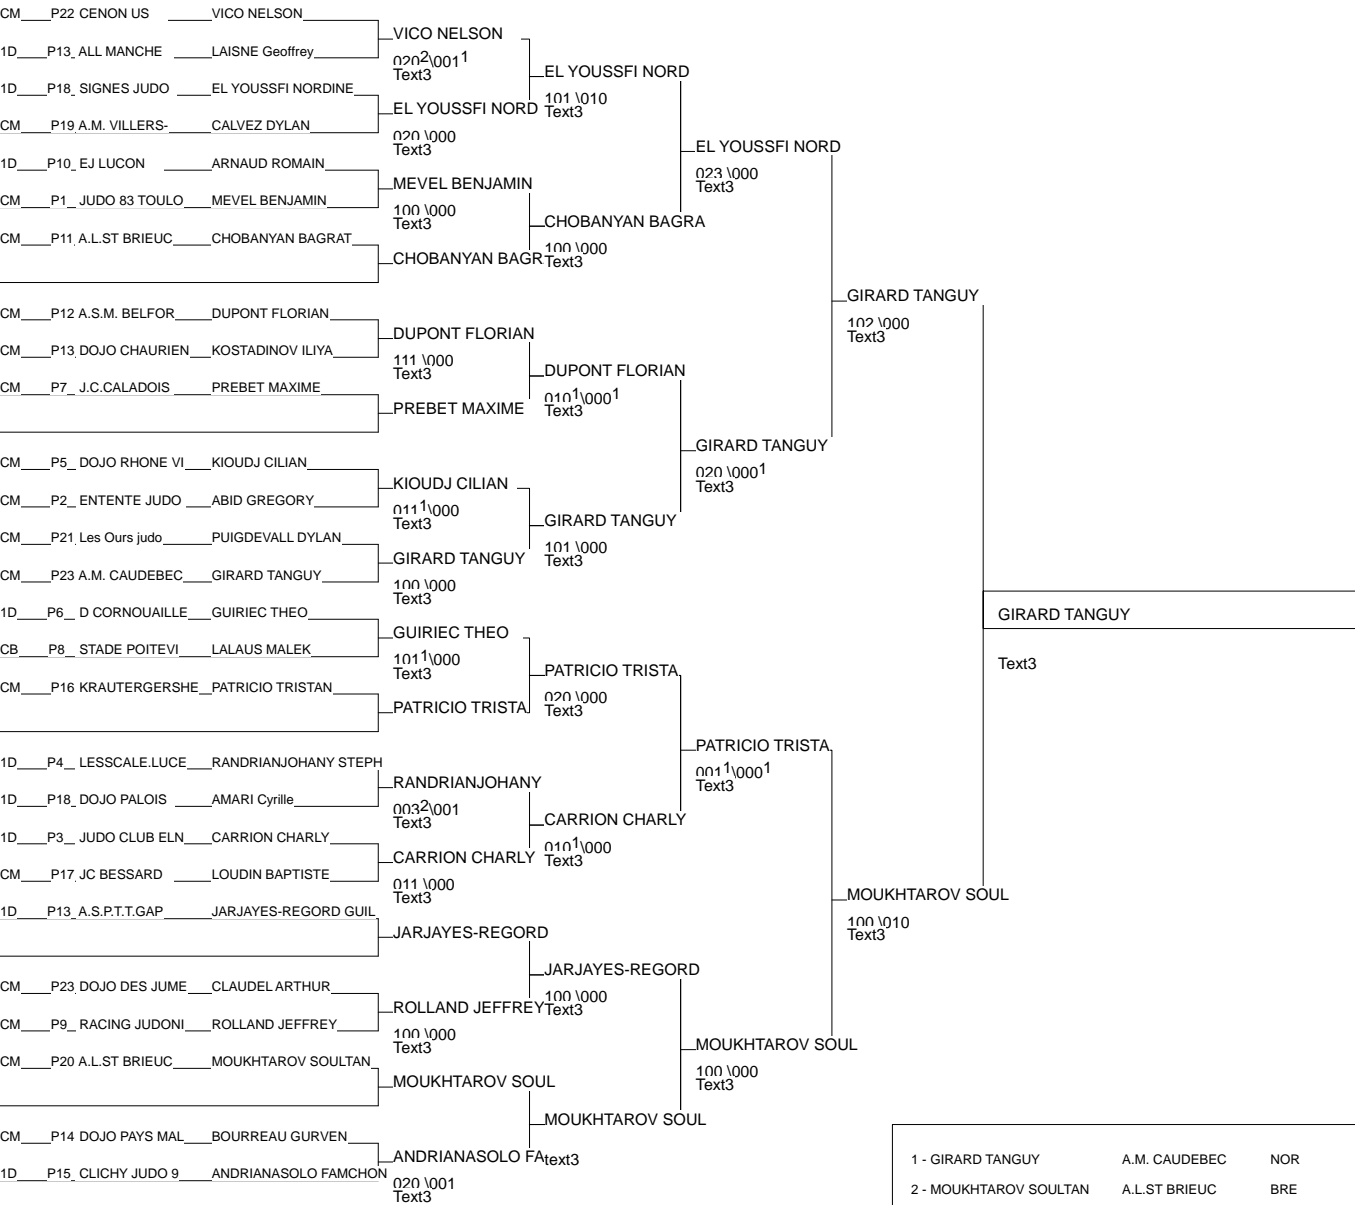 CM P22 CENON US VICO NELSON
1D P13 ALL MANCHE LAISNE Geoffrey
1D P18 SIGNES JUDO EL YOUSSFI NORDINE
CM P19 A.M. VILLERS- CALVEZ DYLAN
1D P10 EJ LUCON ARNAUD ROMAIN
CM P1 JUDO 83 TOULO MEVEL BENJAMIN
CM P11 A.L.ST BRIEUC CHOBANYAN BAGRAT
CM P12 A.S.M. BELFOR DUPONT FLORIAN
CM P13 DOJO CHAURIEN KOSTADINOV ILIYA
CM P7 J.C.CALADOIS PREBET MAXIME
CM P5 DOJO RHONE VI KIOUDJ CILIAN
CM P2 ENTENTE JUDO ABID GREGORY
CM P21 Les Ours judo PUIGDEVALL DYLAN
CM P23 A.M. CAUDEBEC GIRARD TANGUY
1D P6 D CORNOUAILLE GUIRIEC THEO
CB P8 STADE POITEVI LALAUS MALEK
CM P16 KRAUTERGERSHE PATRICIO TRISTAN
1D P4 LESSCALE.LUCE RANDRIANJOHANY STEPH
1D P18 DOJO PALOIS AMARI Cyrille
1D P3 JUDO CLUB ELN CARRION CHARLY
CM P17 JC BESSARD LOUDIN BAPTISTE
1D P13 A.S.P.T.T.GAP JARJAYES-REGORD GUIL
CM P23 DOJO DES JUME CLAUDEL ARTHUR
CM P9 RACING JUDONI ROLLAND JEFFREY
CM P20 A.L.ST BRIEUC MOUKHTAROV SOULTAN
CM P14 DOJO PAYS MAL BOURREAU GURVEN
1D P15 CLICHY JUDO 9 ANDRIANASOLO FAMCHON
VICO NELSON
020²\001¹
Text3
EL YOUSSFI NORD
020 \000
Text3
MEVEL BENJAMIN
100 \000
Text3
CHOBANYAN BAGR
DUPONT FLORIAN
111 \000
Text3
PREBET MAXIME
KIOUDJ CILIAN
011¹\000
Text3
GIRARD TANGUY
100 \000
Text3
GUIRIEC THEO
101¹\000
Text3
PATRICIO TRISTA
RANDRIANJOHANY
003²\001
Text3
CARRION CHARLY
011 \000
Text3
JARJAYES-REGORD
ROLLAND JEFFREY
100 \000
Text3
MOUKHTAROV SOUL
ANDRIANASOLO FA
020 \001
Text3
EL YOUSSFI NORD
101 \010
Text3
CHOBANYAN BAGRA
100 \000
Text3
DUPONT FLORIAN
010¹\000¹
Text3
GIRARD TANGUY
101 \000
Text3
PATRICIO TRISTA
020 \000
Text3
CARRION CHARLY
010¹\000
Text3
JARJAYES-REGORD
100 \000
Text3
MOUKHTAROV SOUL
text3
EL YOUSSFI NORD
023 \000
Text3
GIRARD TANGUY
020 \000¹
Text3
PATRICIO TRISTA
001¹\000¹
Text3
MOUKHTAROV SOUL
100 \000
Text3
GIRARD TANGUY
102 \000
Text3
MOUKHTAROV SOUL
100 \010
Text3
GIRARD TANGUY
Text3
1 - GIRARD TANGUY A.M. CAUDEBEC NOR
2 - MOUKHTAROV SOULTAN A.L.ST BRIEUC BRE